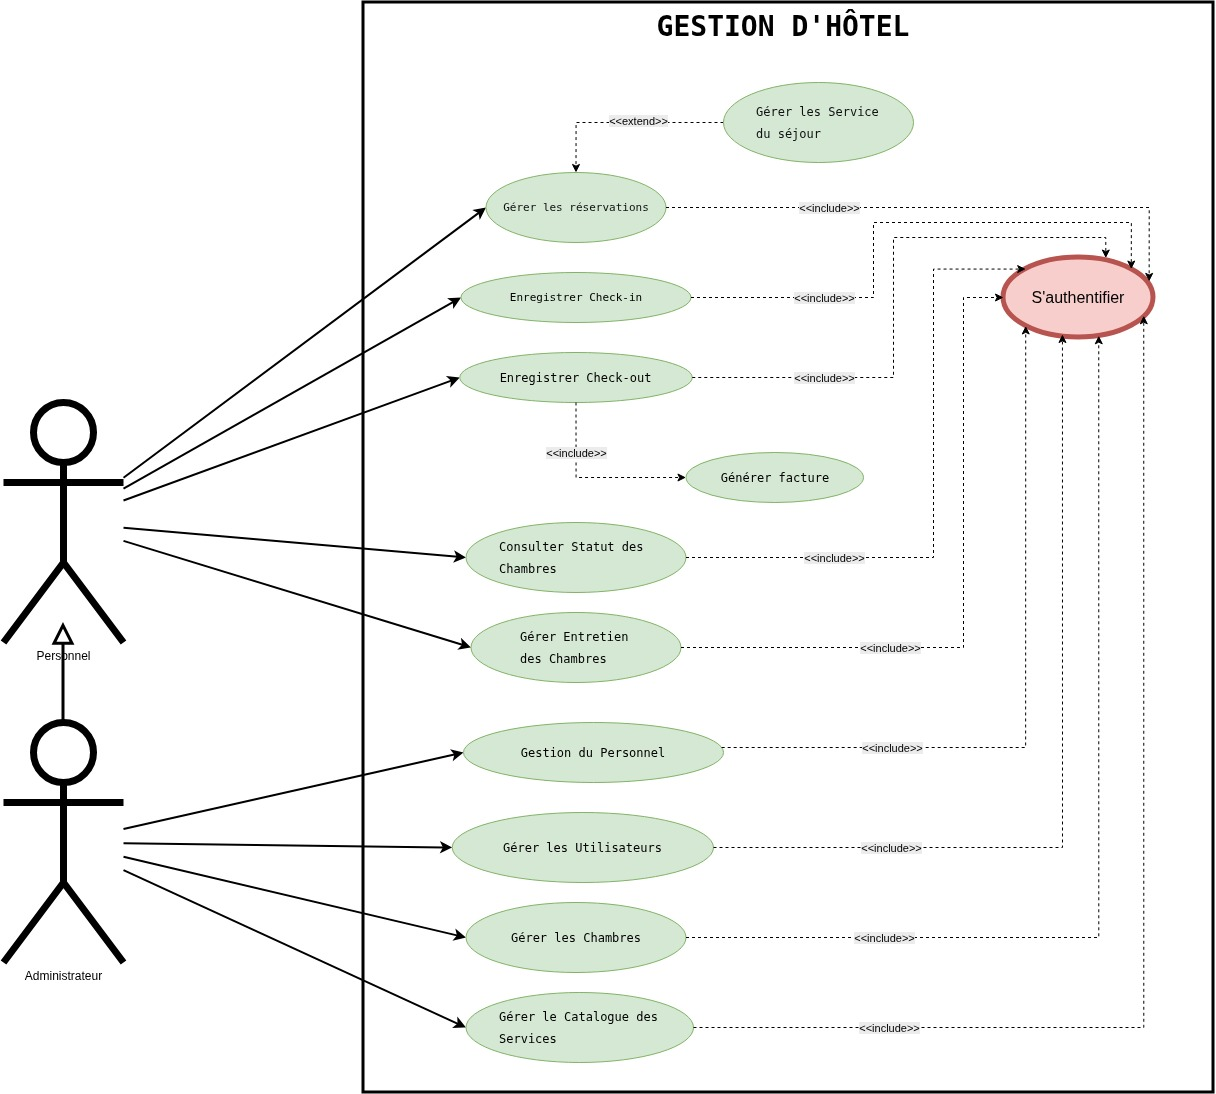 GESTION D'HÔTEL
Gérer les Service
du séjour
<<extend>>
Gérer les réservations
<<include>>
Enregistrer Check-in
<<include>>
S'authentifier
Enregistrer Check-out
<<include>>
<<include>>
Générer facture
Consulter Statut des
Chambres
<<include>>
Gérer Entretien
des Chambres
<<include>>
Personnel
Gestion du Personnel
<<include>>
Gérer les Utilisateurs
<<include>>
Gérer les Chambres
<<include>>
Administrateur
Gérer le Catalogue des
Services
<<include>>